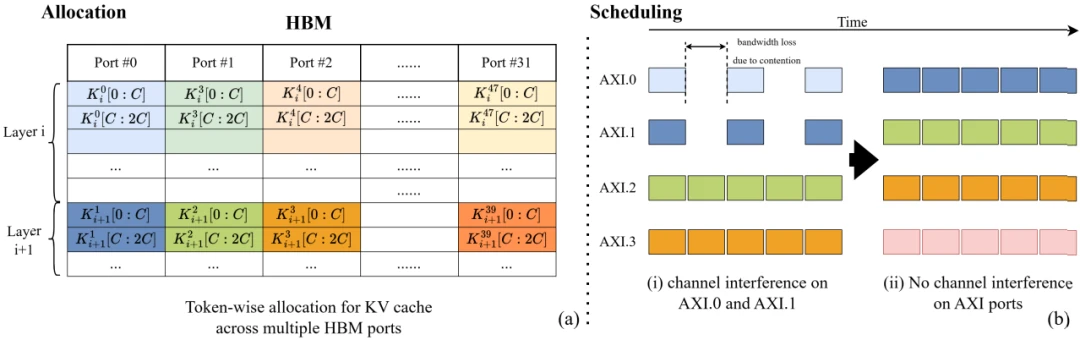 Allocation
HBM
Port #0 Port #1 Port #2 ...... Port #31
Layer i
$K_i^0[0:C]$ $K_i^3[0:C]$ $K_i^4[0:C]$ ...... $K_i^{47}[0:C]$
$K_i^0[C:2C]$ $K_i^3[C:2C]$ $K_i^4[C:2C]$ ...... $K_i^{47}[C:2C]$
... ... ... ...... ...
......
Layer
i+1
$K_{i+1}^1[0:C]$ $K_{i+1}^2[0:C]$ $K_{i+1}^3[0:C]$ $K_{i+1}^{39}[0:C]$
$K_{i+1}^1[C:2C]$ $K_{i+1}^2[C:2C]$ $K_{i+1}^3[C:2C]$ ...... $K_{i+1}^{39}[C:2C]$
... ... ... ...... ...
Token-wise allocation for KV cache
across multiple HBM ports
(a)
Scheduling
Time
bandwidth loss
due to contention
AXI.0
AXI.1
AXI.2
AXI.3
(i) channel interference on
AXI.0 and AXI.1
(ii) No channel interference
on AXI ports
(b)